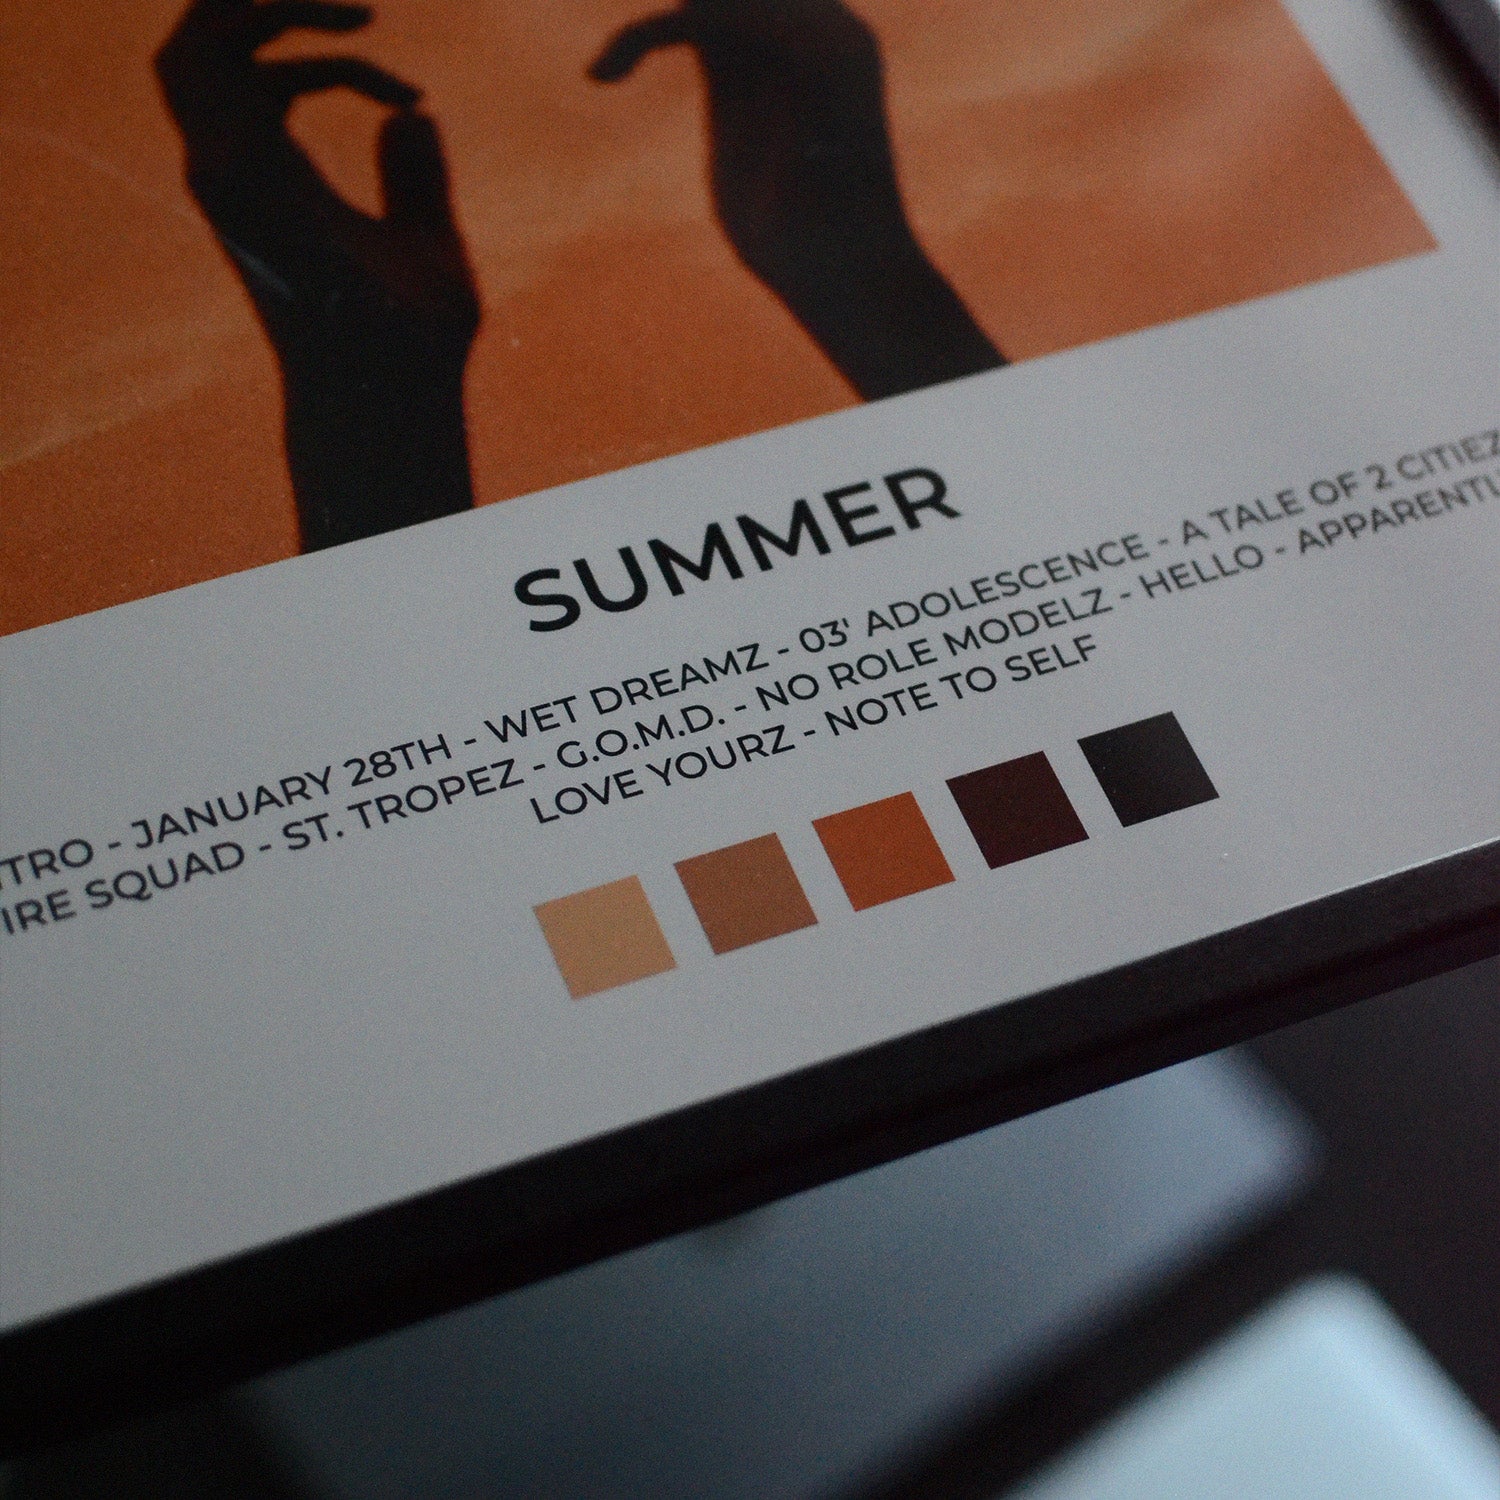 SUMMER
TRO - JANUARY 28TH - WET DREAMZ - 03' ADOLESCENCE - A TALE OF 2 CITIEZ
IRE SQUAD - ST. TROPEZ - G.O.M.D. - NO ROLE MODELZ - HELLO - APPARENTL
LOVE YOURZ - NOTE TO SELF